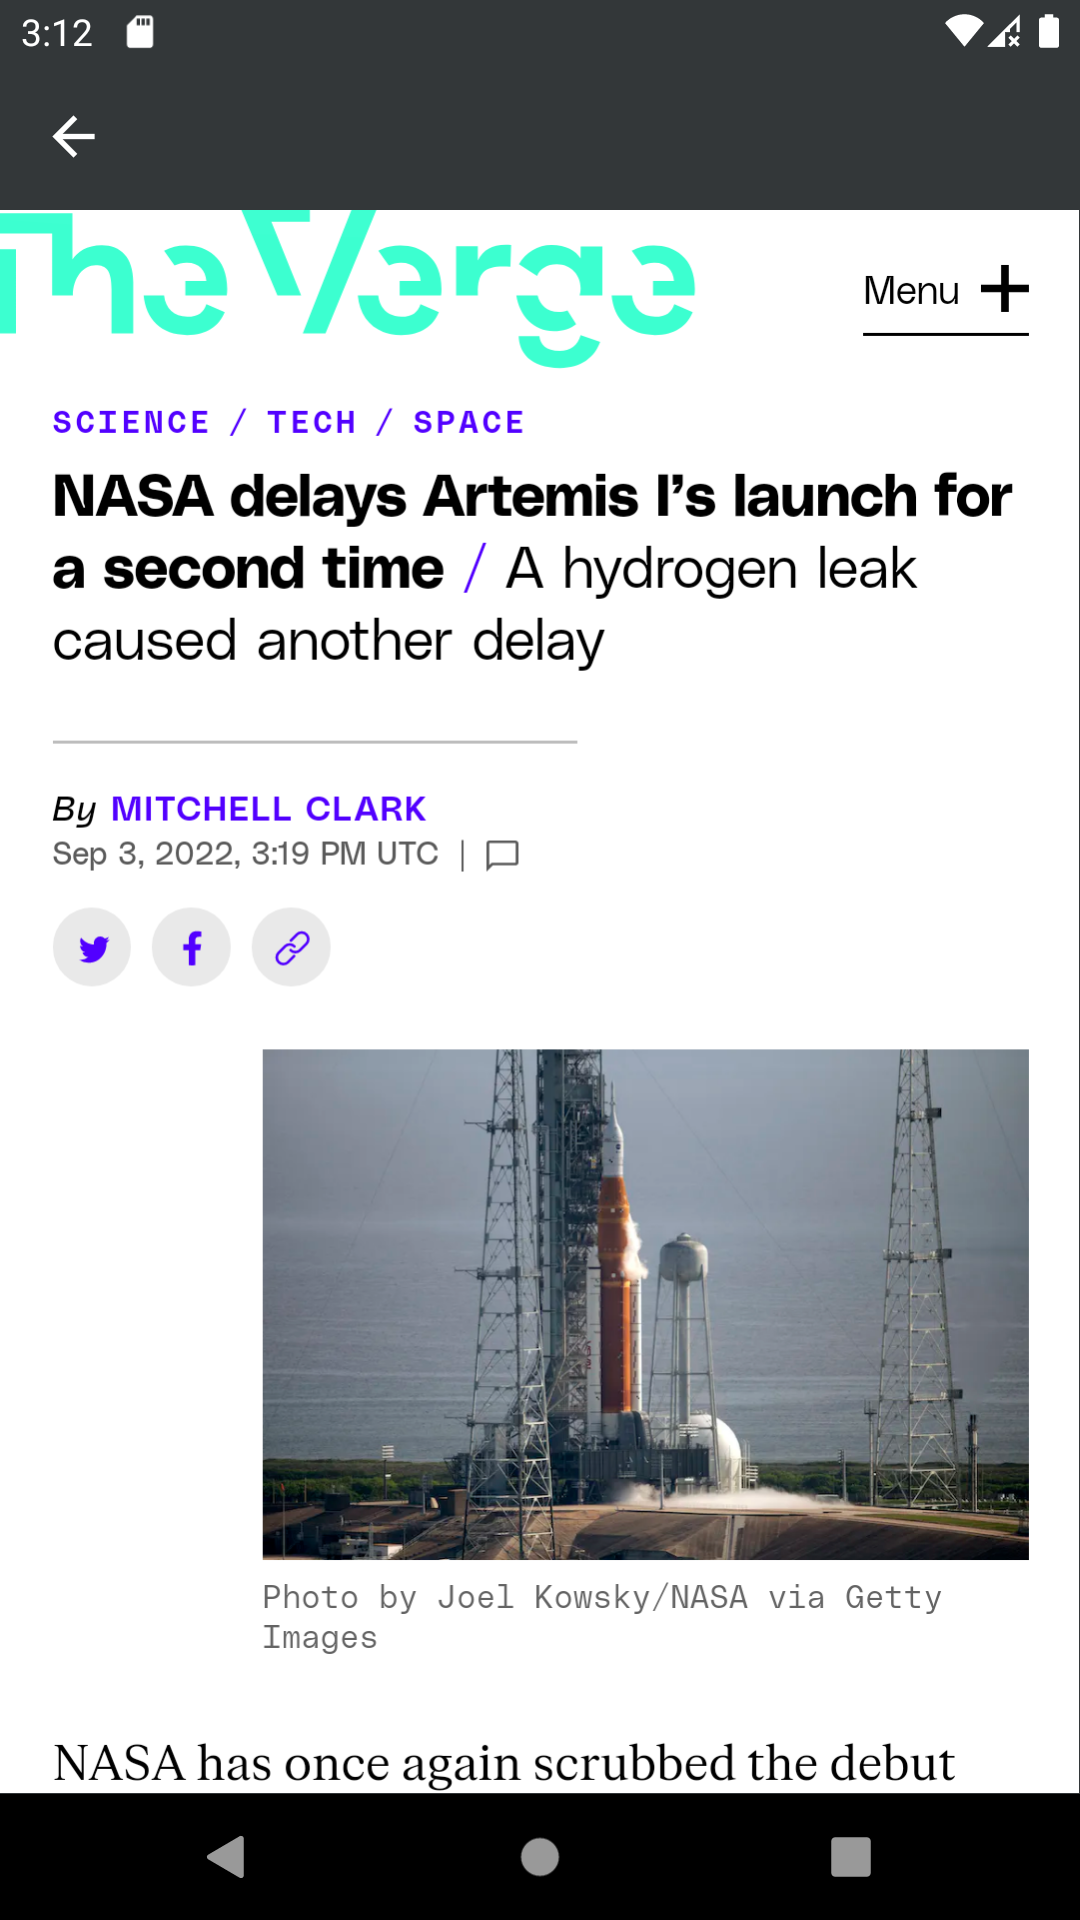 3:12
The Verge
Menu
SCIENCE / TECH / SPACE
NASA delays Artemis I’s launch for
a second time / A hydrogen leak
caused another delay
By MITCHELL CLARK
Sep 3, 2022, 3:19 PM UTC |
Photo by Joel Kowsky/NASA via Getty
Images
NASA has once again scrubbed the debut